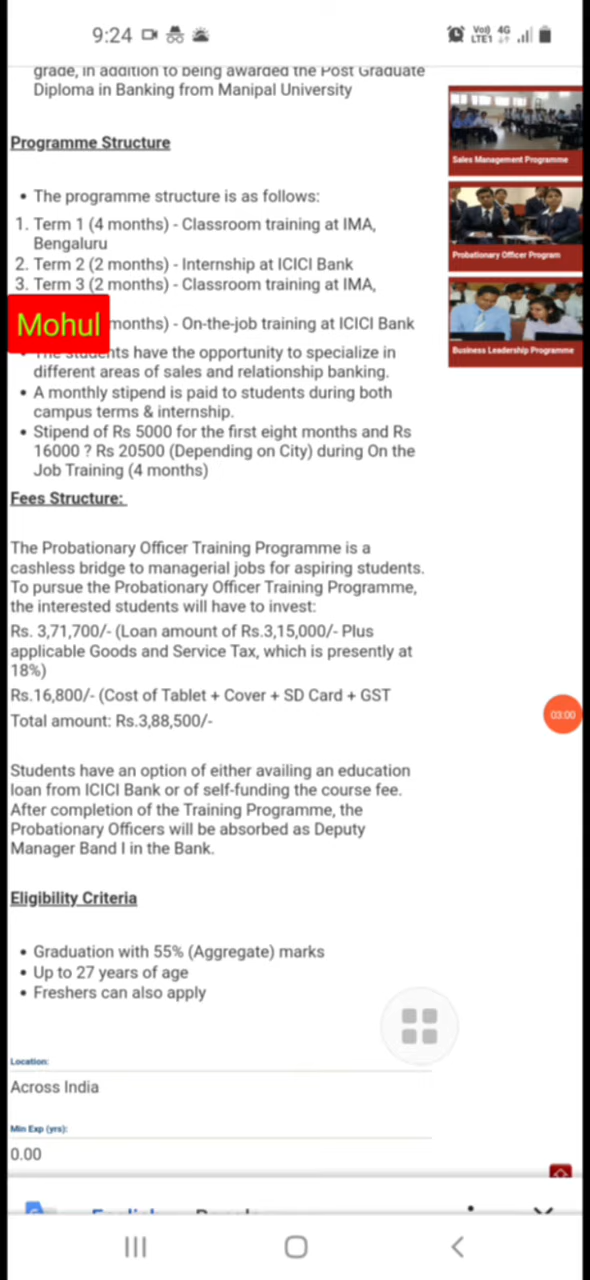 9:24
Vo)) 4G
LTE1
grade, in addition to being awarded the Post Graduate
Diploma in Banking from Manipal University
Programme Structure
• The programme structure is as follows:
1. Term 1 (4 months) - Classroom training at IMA,
Bengaluru
2. Term 2 (2 months) - Internship at ICICI Bank
3. Term 3 (2 months) - Classroom training at IMA,
Mohul
months) - On-the-job training at ICICI Bank
• The students have the opportunity to specialize in
different areas of sales and relationship banking.
• A monthly stipend is paid to students during both
campus terms & internship.
• Stipend of Rs 5000 for the first eight months and Rs
16000 ? Rs 20500 (Depending on City) during On the
Job Training (4 months)
Fees Structure:
The Probationary Officer Training Programme is a
cashless bridge to managerial jobs for aspiring students.
To pursue the Probationary Officer Training Programme,
the interested students will have to invest:
Rs. 3,71,700/- (Loan amount of Rs.3,15,000/- Plus
applicable Goods and Service Tax, which is presently at
18%)
Rs.16,800/- (Cost of Tablet + Cover + SD Card + GST
Total amount: Rs.3,88,500/-
Students have an option of either availing an education
loan from ICICI Bank or of self-funding the course fee.
After completion of the Training Programme, the
Probationary Officers will be absorbed as Deputy
Manager Band I in the Bank.
Eligibility Criteria
• Graduation with 55% (Aggregate) marks
• Up to 27 years of age
• Freshers can also apply
Location:
Across India
Min Exp (yrs):
0.00
Sales Management Programme
Probationary Officer Program
Business Leadership Programme
03:00